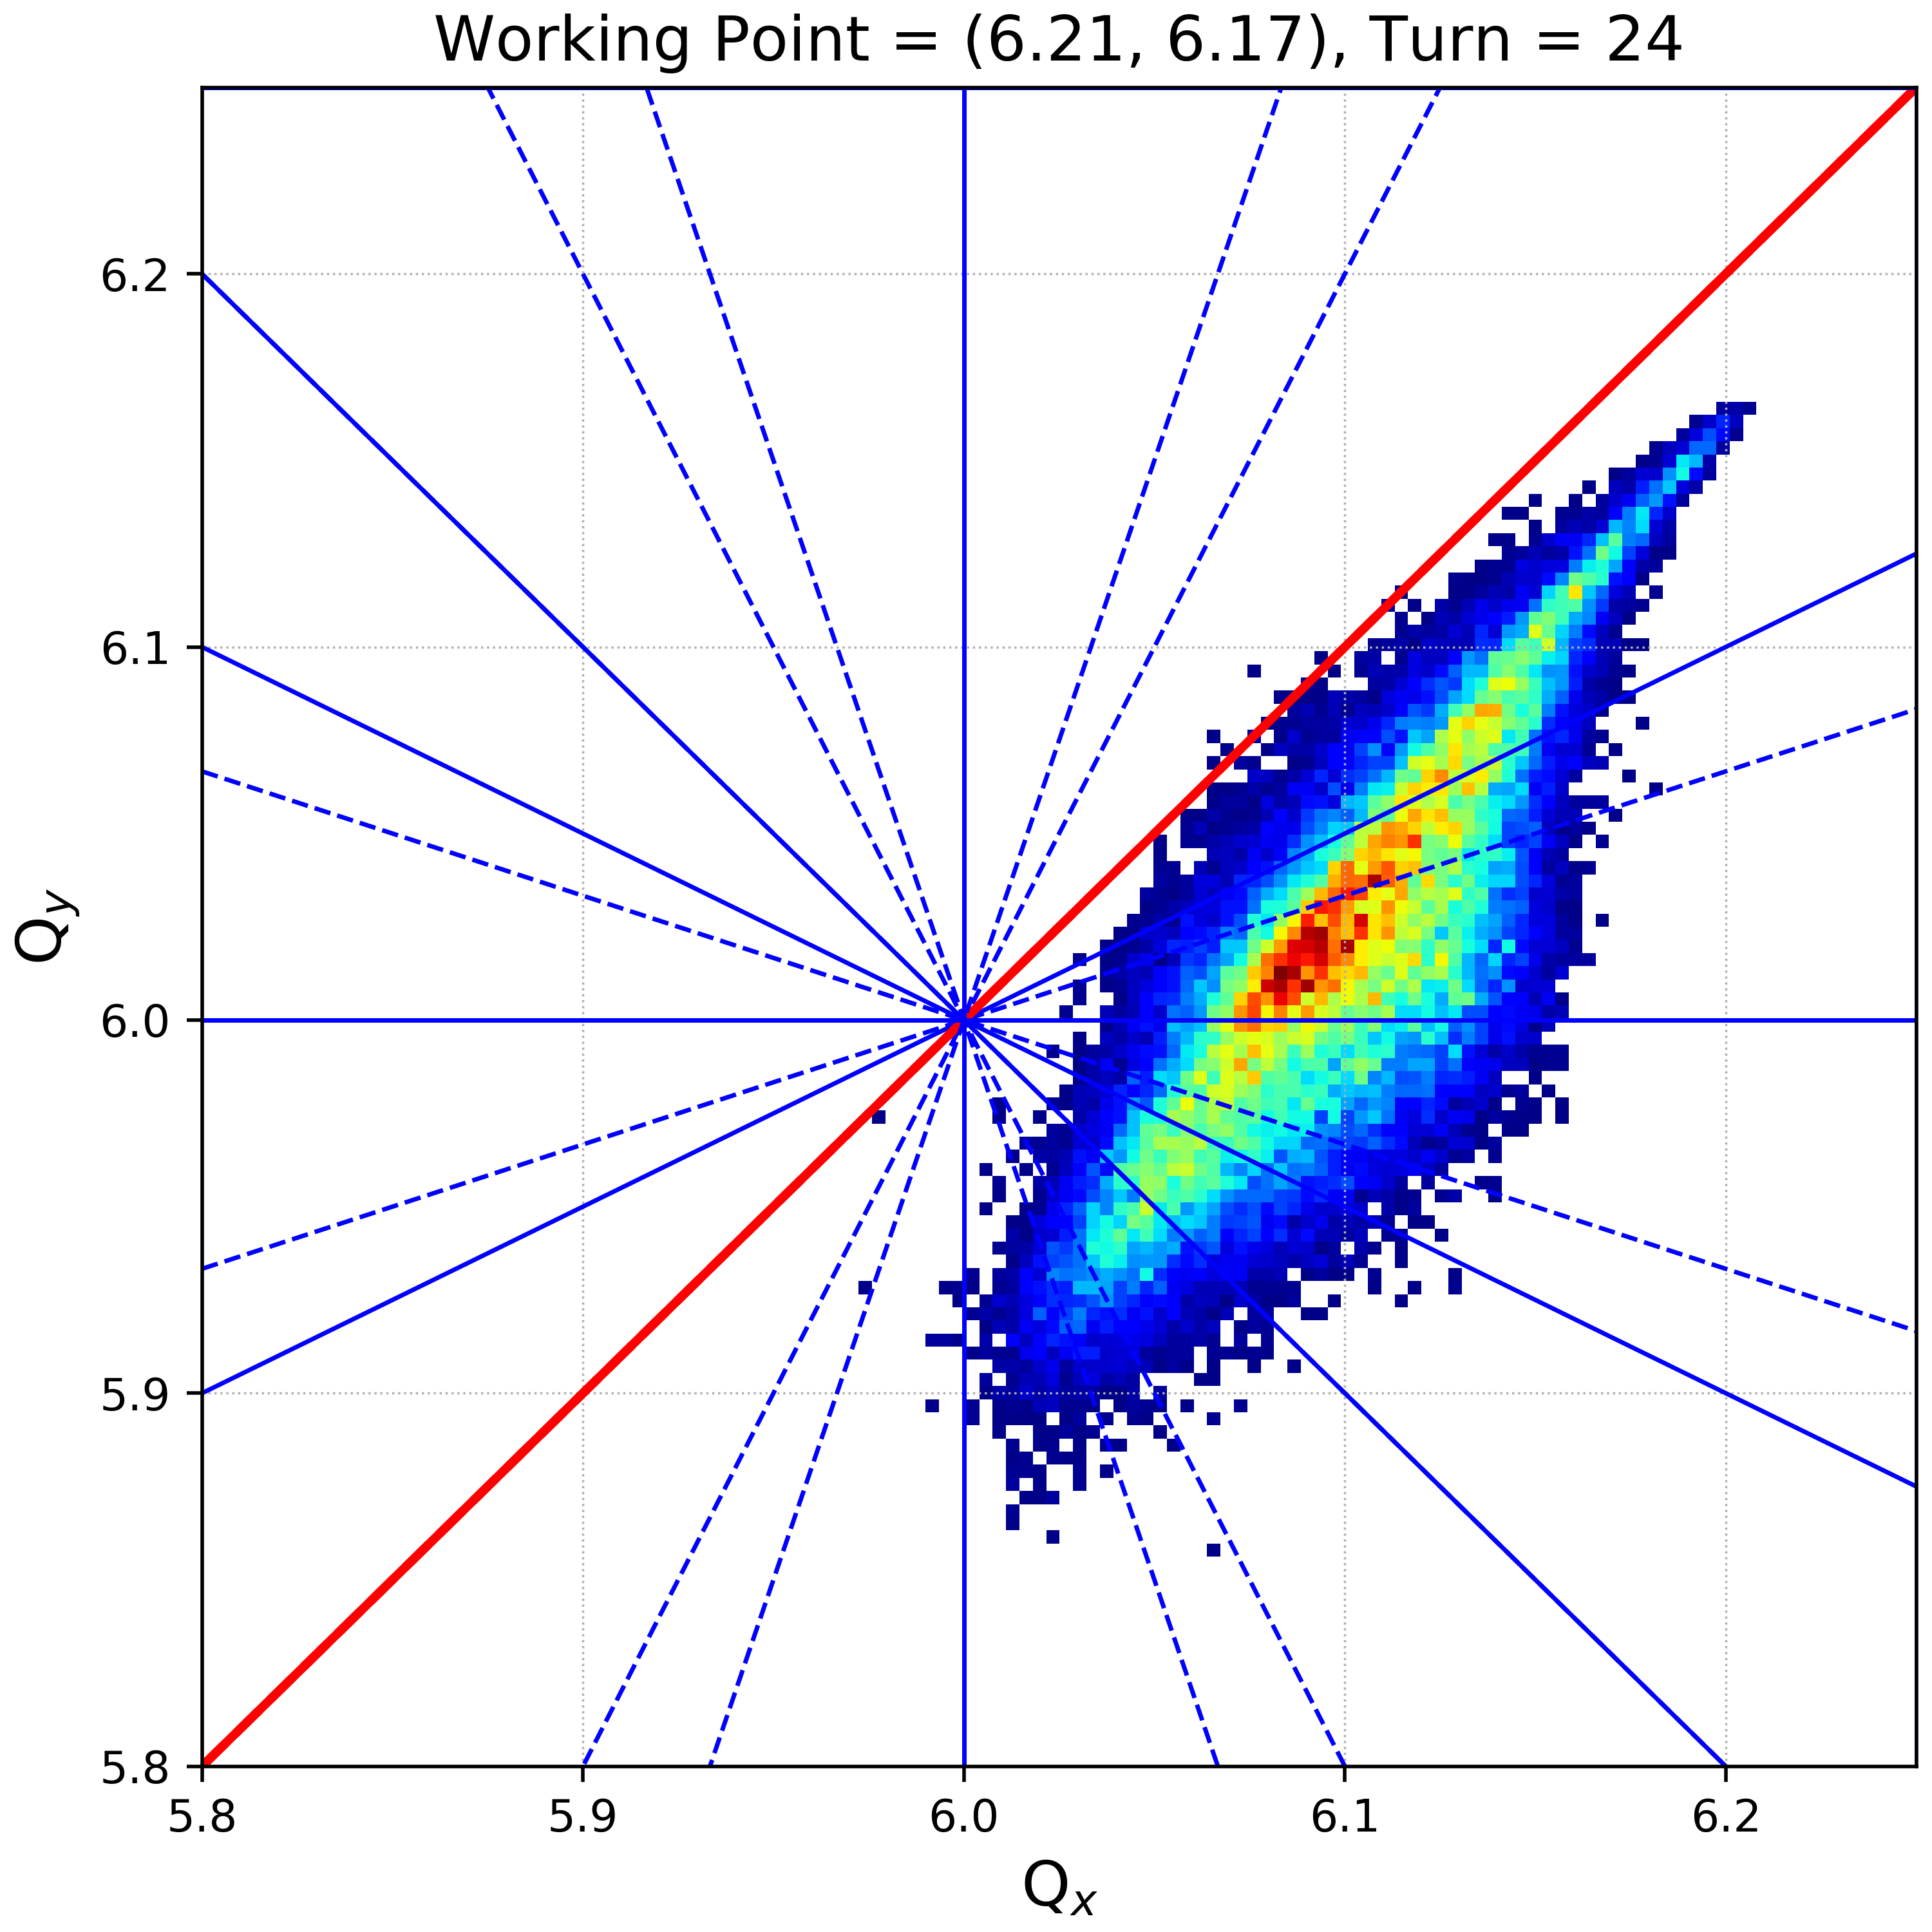 Working Point = (6.21, 6.17), Turn = 24
6.2
6.1
6.0
5.9
5.8
Qy
5.8 5.9 6.0 6.1 6.2
Qx